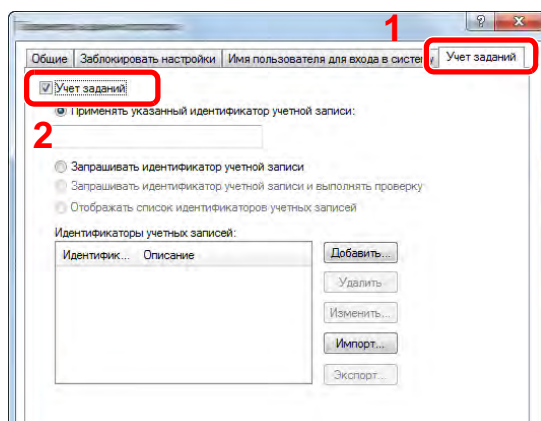 1
Общие Заблокировать настройки Имя пользователя для входа в систему Учет заданий
Учет заданий
Применять указанный идентификатор учетной записи:
2
Запрашивать идентификатор учетной записи
Запрашивать идентификатор учетной записи и выполнять проверку
Отображать список идентификаторов учетных записей
Идентификаторы учетных записей:
Идентифик... Описание
Добавить...
Удалить
Изменить...
Импорт...
Экспорт...